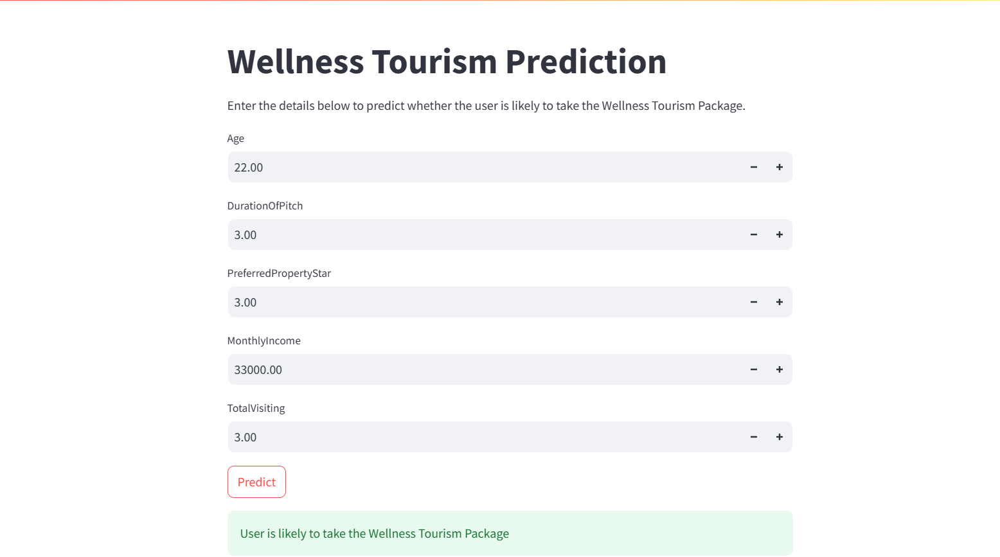 Wellness Tourism Prediction
Enter the details below to predict whether the user is likely to take the Wellness Tourism Package.
Age
22.00
DurationOfPitch
3.00
PreferredPropertyStar
3.00
MonthlyIncome
33000.00
TotalVisiting
3.00
Predict
User is likely to take the Wellness Tourism Package